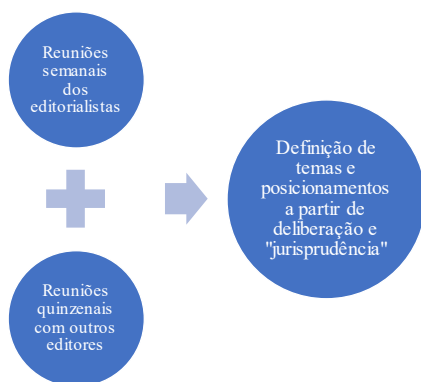 Reuniões
semanais
dos
editorialistas
Definição de
temas e
posicionamentos
a partir de
deliberação e
"jurisprudência"
Reuniões
quinzenais
com outros
editores